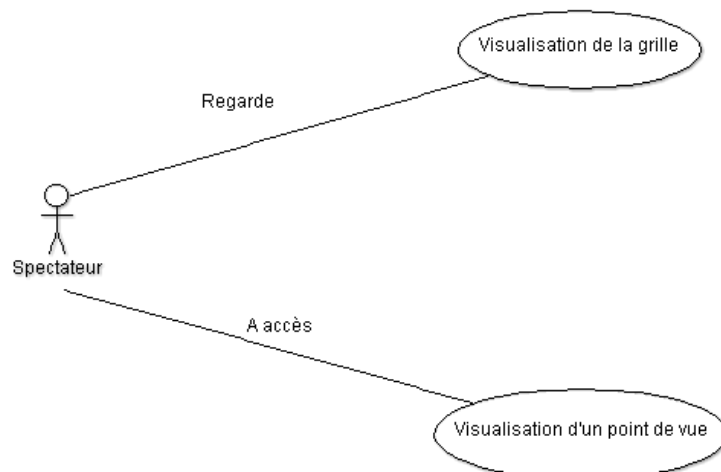 Visualisation de la grille
Regarde
Spectateur
A accès
Visualisation d'un point de vue